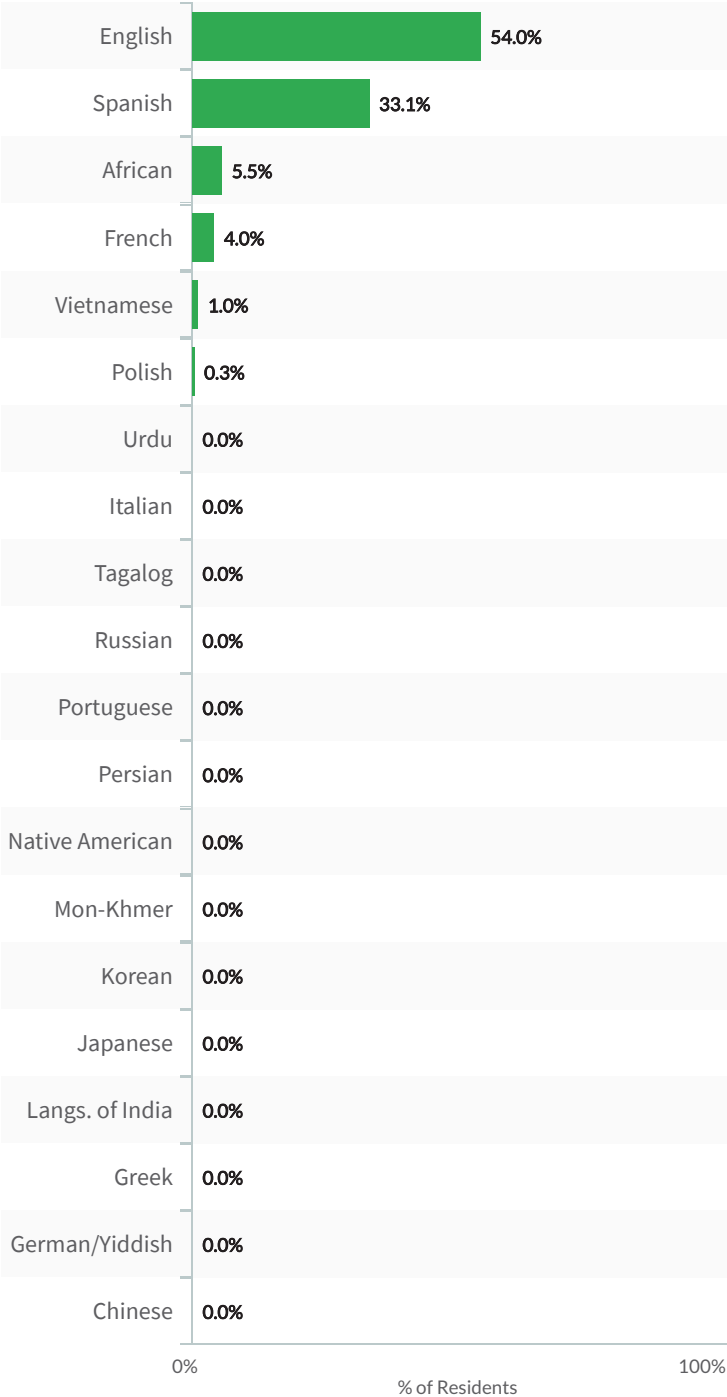 English 54.0%
Spanish 33.1%
African 5.5%
French 4.0%
Vietnamese 1.0%
Polish 0.3%
Urdu 0.0%
Italian 0.0%
Tagalog 0.0%
Russian 0.0%
Portuguese 0.0%
Persian 0.0%
Native American 0.0%
Mon-Khmer 0.0%
Korean 0.0%
Japanese 0.0%
Langs. of India 0.0%
Greek 0.0%
German/Yiddish 0.0%
Chinese 0.0%
0% 100%
% of Residents